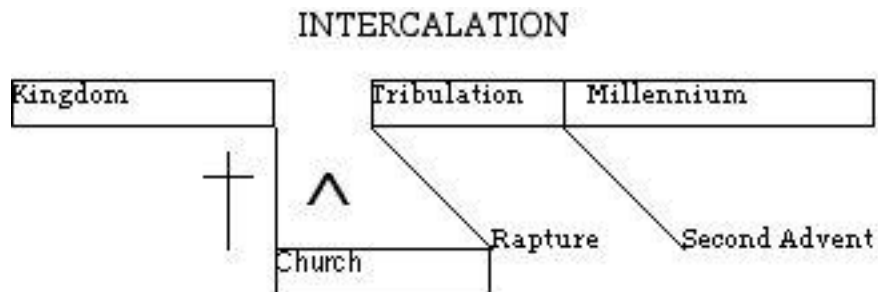 INTERCALATION
Kingdom Tribulation Millennium
Rapture Second Advent
Church